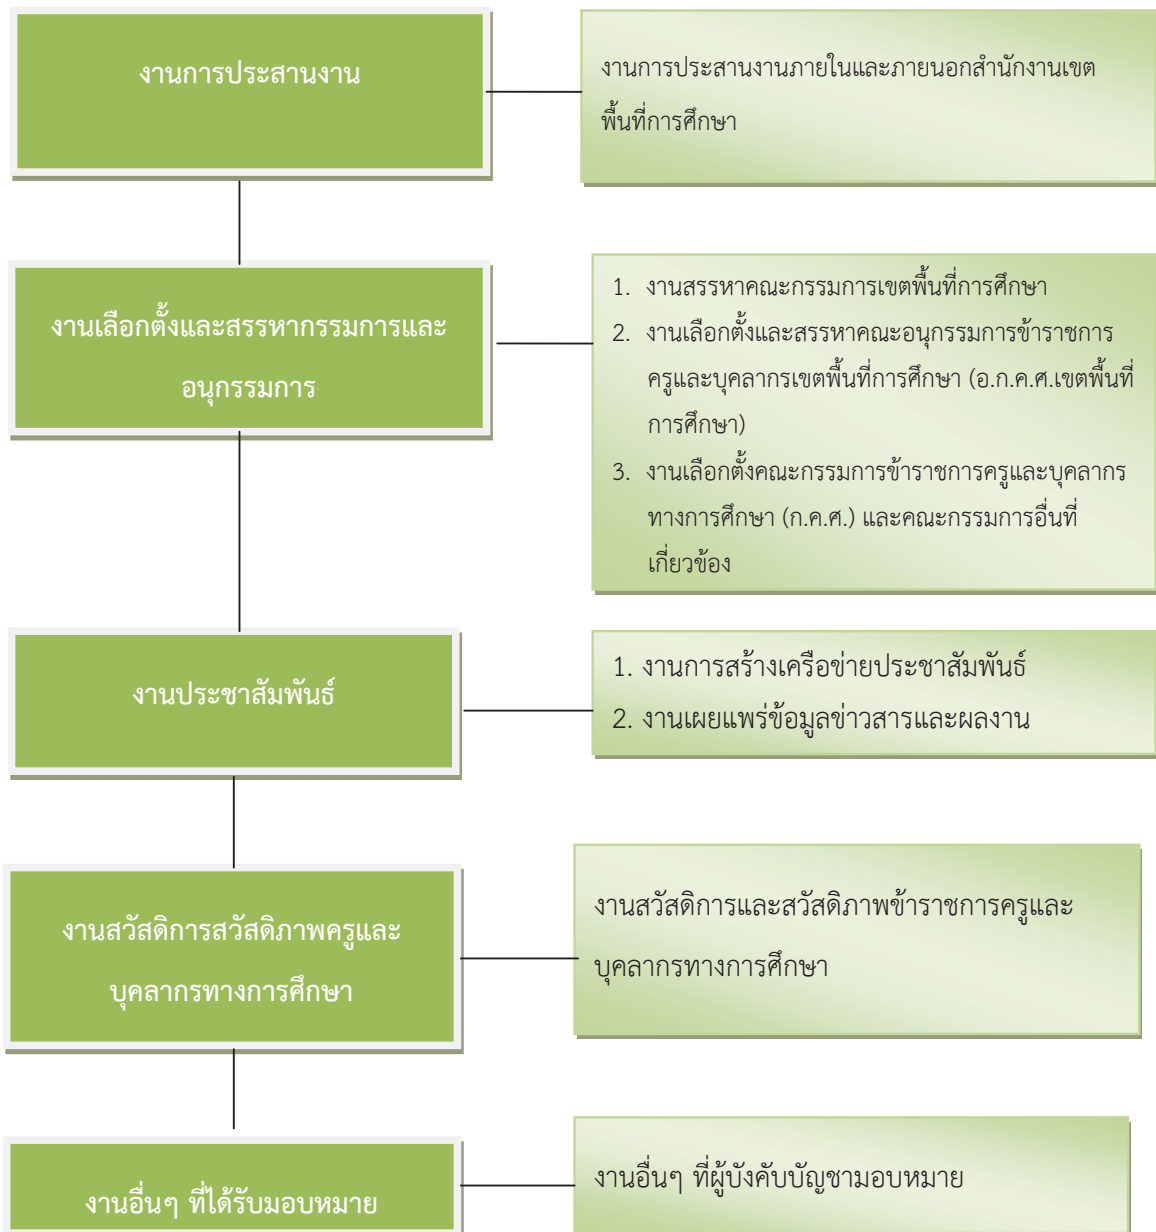 งานการประสานงาน
งานการประสานงานภายในและภายนอกสำนักงานเขต
พื้นที่การศึกษา
งานเลือกตั้งและสรรหากรรมการและ
อนุกรรมการ
1. งานสรรหาคณะกรรมการเขตพื้นที่การศึกษา
2. งานเลือกตั้งและสรรหาคณะอนุกรรมการข้าราชการ
ครูและบุคลากรเขตพื้นที่การศึกษา (อ.ก.ค.ศ.เขตพื้นที่
การศึกษา)
3. งานเลือกตั้งคณะกรรมการข้าราชการครูและบุคลากร
ทางการศึกษา (ก.ค.ศ.) และคณะกรรมการอื่นที่
เกี่ยวข้อง
งานประชาสัมพันธ์
1. งานการสร้างเครือข่ายประชาสัมพันธ์
2. งานเผยแพร่ข้อมูลข่าวสารและผลงาน
งานสวัสดิการสวัสดิภาพครูและ
บุคลากรทางการศึกษา
งานสวัสดิการและสวัสดิภาพข้าราชการครูและ
บุคลากรทางการศึกษา
งานอื่นๆ ที่ได้รับมอบหมาย
งานอื่นๆ ที่ผู้บังคับบัญชามอบหมาย